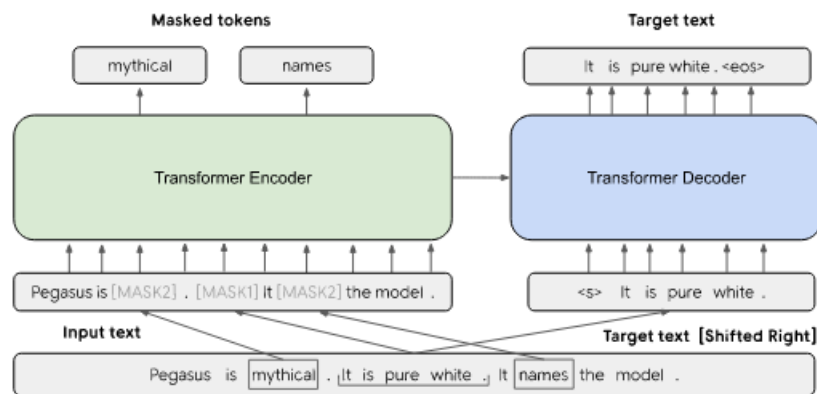 Masked tokens Target text
mythical names It is pure white . <eos>
Transformer Encoder Transformer Decoder
Pegasus is [MASK2] . [MASK1] It [MASK2] the model . <s> It is pure white .
Input text Target text [Shifted Right]
Pegasus is mythical . It is pure white . It names the model .